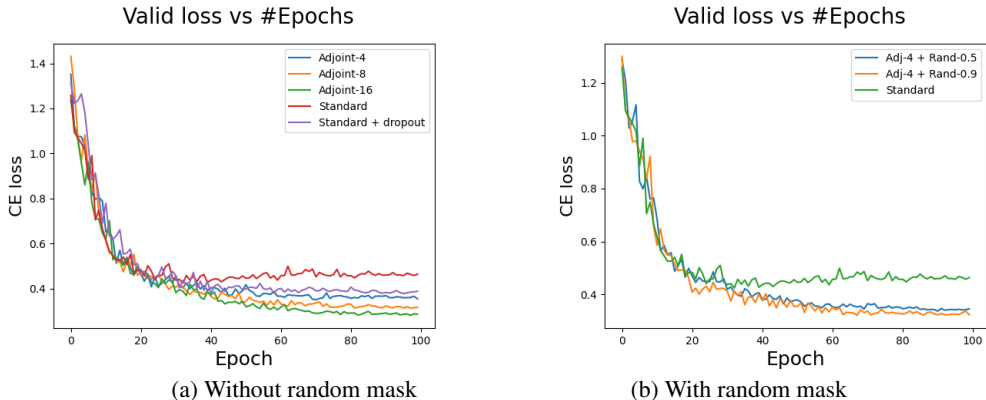 Valid loss vs #Epochs
CE loss
1.4
1.2
1.0
0.8
0.6
0.4
Adjoint-4
Adjoint-8
Adjoint-16
Standard
Standard + dropout
0 20 40 60 80 100
Epoch
(a) Without random mask
Valid loss vs #Epochs
CE loss
1.2
1.0
0.8
0.6
0.4
Adj-4 + Rand-0.5
Adj-4 + Rand-0.9
Standard
0 20 40 60 80 100
Epoch
(b) With random mask